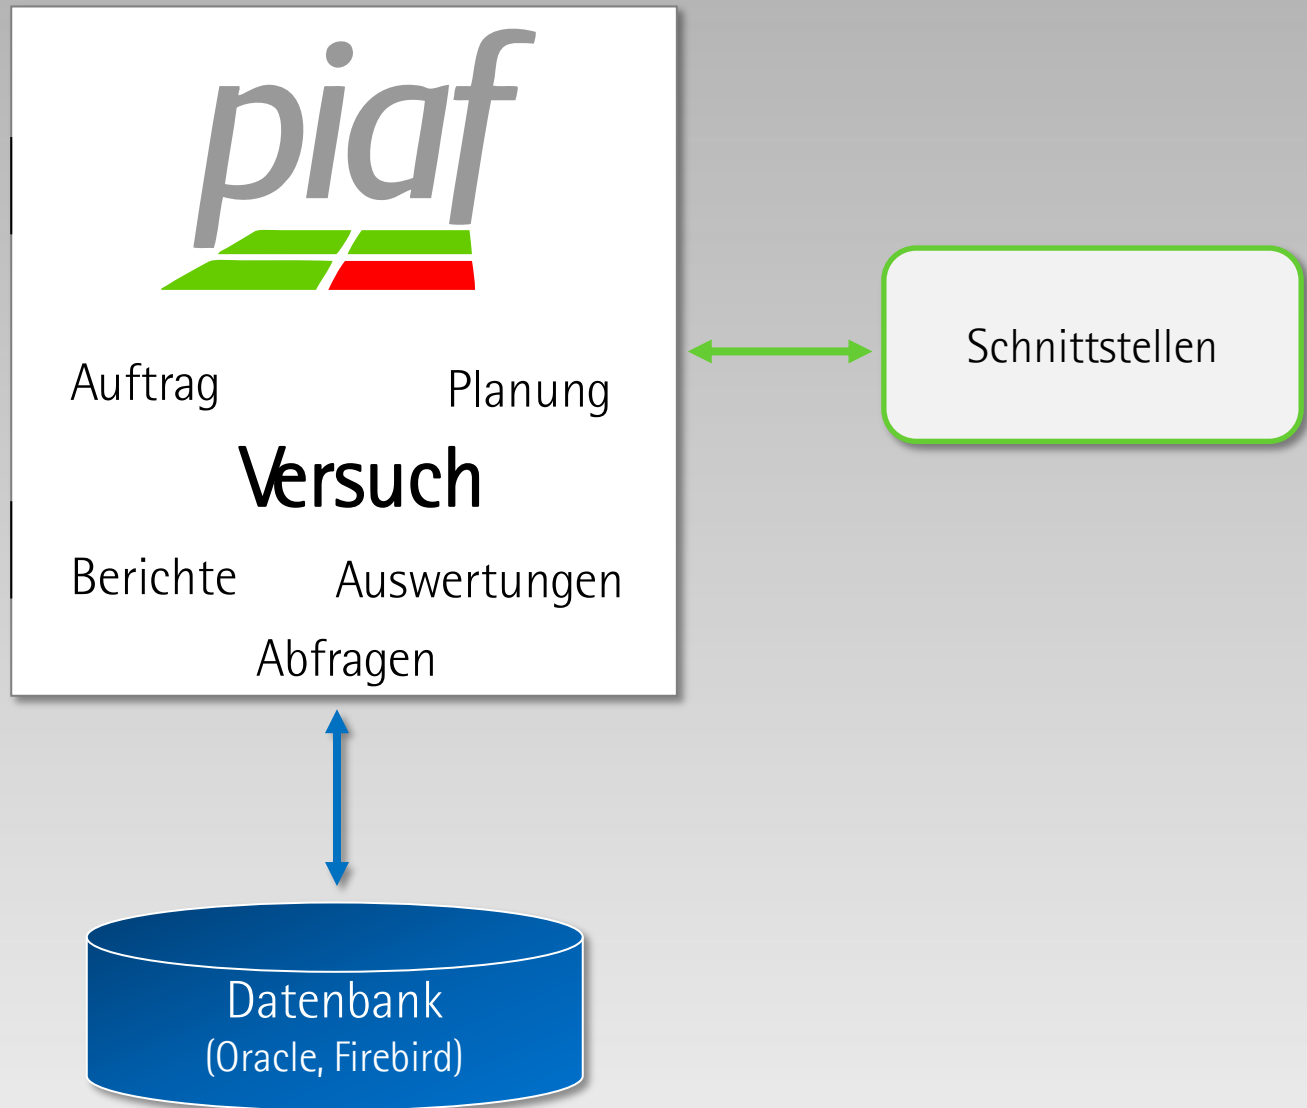 piaf
Auftrag
Planung
Versuch
Berichte
Auswertungen
Abfragen
Schnittstellen
Datenbank
(Oracle, Firebird)